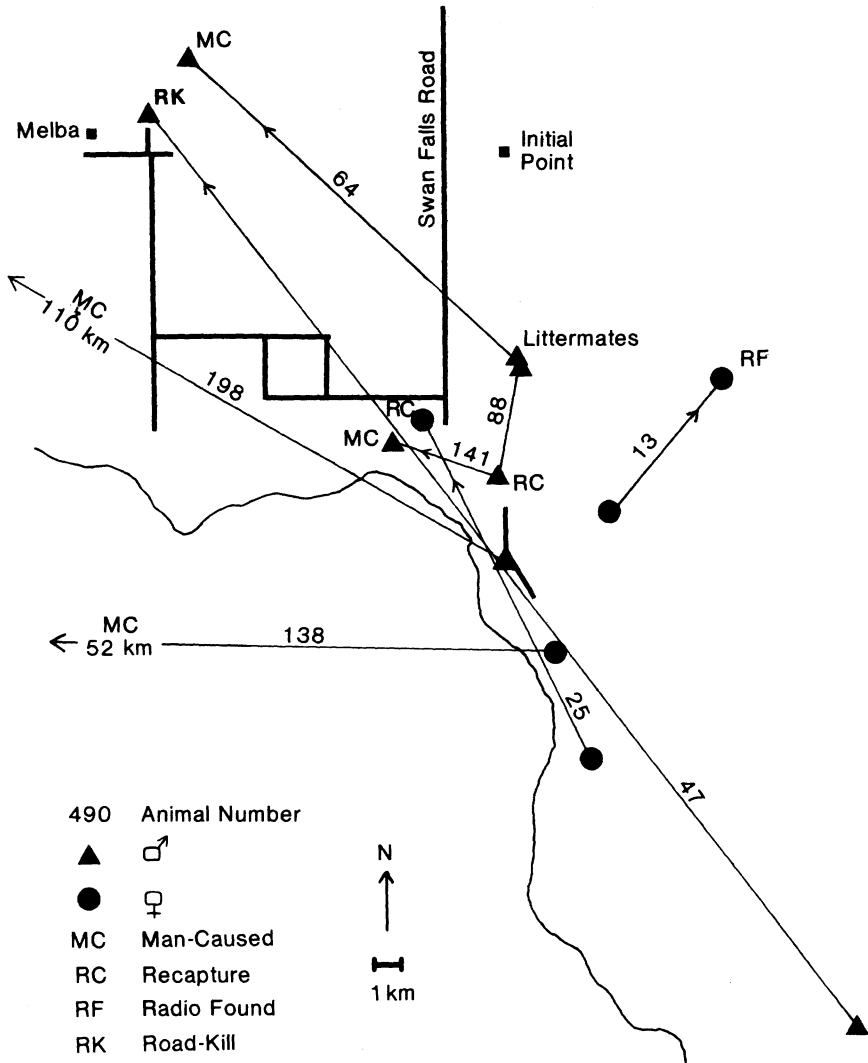 MC
RK
Melba
Swan Falls Road
Initial
Point
64
MC
110 km
198
Littermates
RF
RC
88
MC
141
RC
13
MC
52 km
138
25
47
490 Animal Number
♂
♀
MC Man-Caused
RC Recapture
RF Radio Found
RK Road-Kill
N
1 km